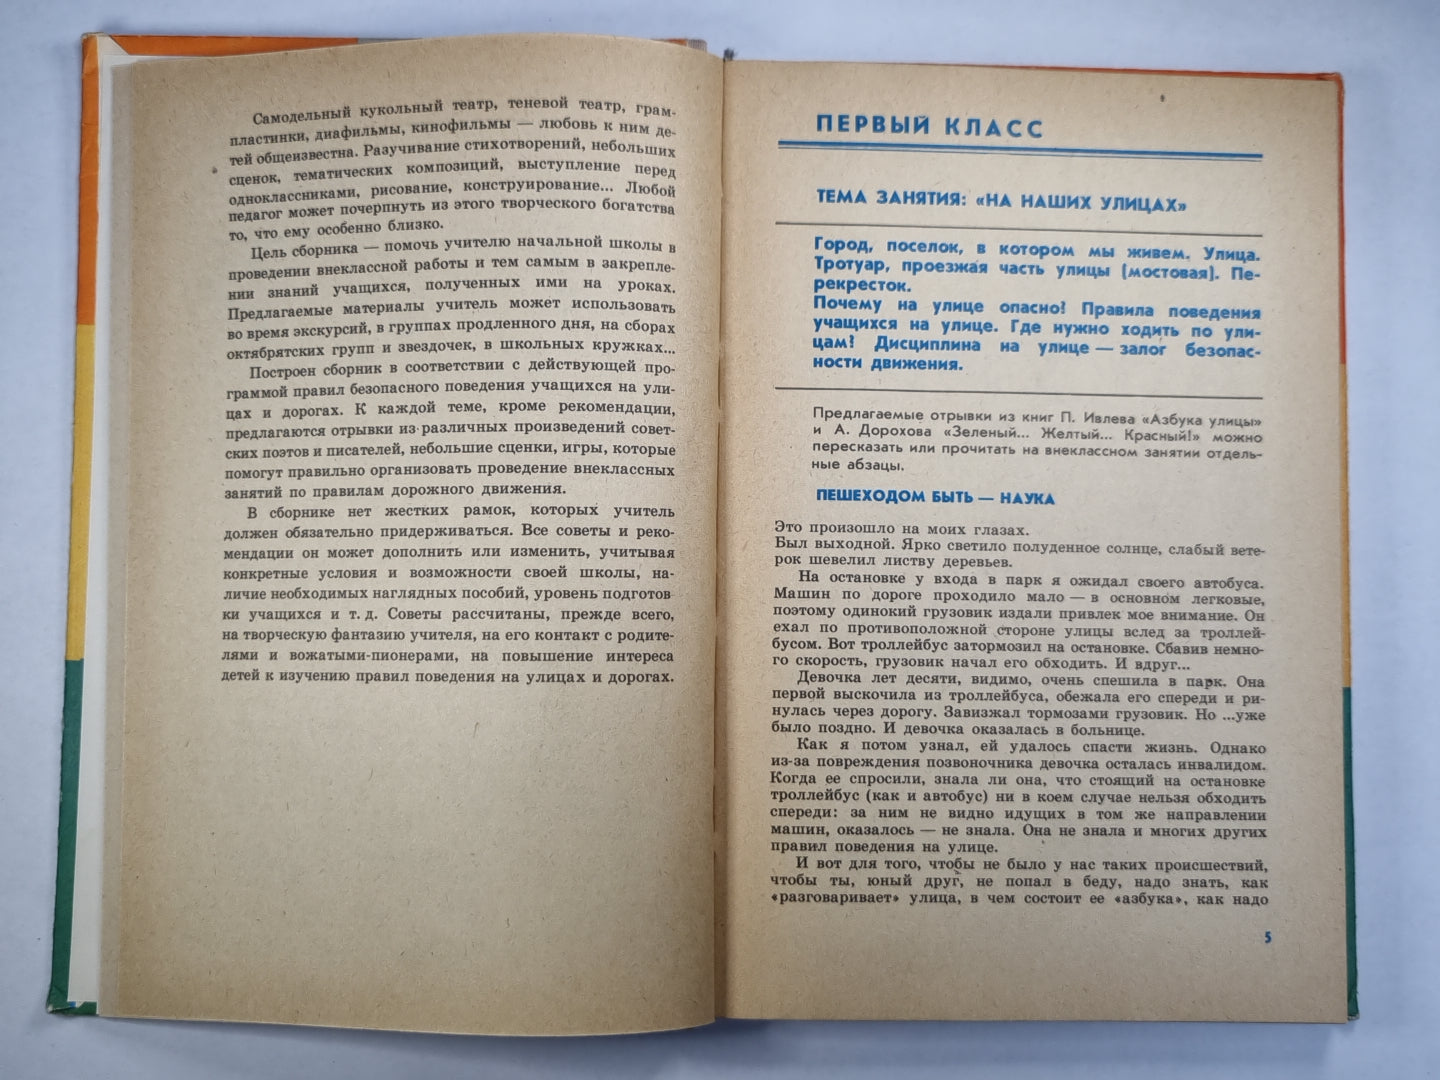 Самодельный кукольный театр, теневой театр, грам-
пластинки, диафильмы, кинофильмы — любовь к ним де-
тей общеизвестна. Разучивание стихотворений, небольших
сценок, тематических композиций, выступление перед
одноклассниками, рисование, конструирование... Любой
педагог может почерпнуть из этого творческого богатства
то, что ему особенно близко.
Цель сборника — помочь учителю начальной школы в
проведении внеклассной работы и тем самым в закрепле-
нии знаний учащихся, полученных ими на уроках.
Предлагаемые материалы учитель может использовать
во время экскурсий, в группах продленного дня, на сборах
октябрятских групп и звездочек, в школьных кружках...
Построен сборник в соответствии с действующей про-
граммой правил безопасного поведения учащихся на ули-
цах и дорогах. К каждой теме, кроме рекомендации,
предлагаются отрывки из различных произведений совет-
ских поэтов и писателей, небольшие сценки, игры, которые
помогут правильно организовать проведение внеклассных
занятий по правилам дорожного движения.
В сборнике нет жестких рамок, которых учитель
должен обязательно придерживаться. Все советы и реко-
мендации он может дополнить или изменить, учитывая
конкретные условия и возможности своей школы, на-
личие необходимых наглядных пособий, уровень подготов-
ки учащихся и т. д. Советы рассчитаны, прежде всего,
на творческую фантазию учителя, на его контакт с родите-
лями и вожатыми-пионерами, на повышение интереса
детей к изучению правил поведения на улицах и дорогах.
ПЕРВЫЙ КЛАСС
ТЕМА ЗАНЯТИЯ: «НА НАШИХ УЛИЦАХ»
Город, поселок, в котором мы живем. Улица.
Тротуар, проезжая часть улицы (мостовая). Пе-
рекресток.
Почему на улице опасно? Правила поведения
учащихся на улице. Где нужно ходить по ули-
цам? Дисциплина на улице — залог безопас-
ности движения.
Предлагаемые отрывки из книг П. Ивлева «Азбука улицы»
и А. Дорохова «Зеленый... Желтый... Красный!» можно
пересказать или прочитать на внеклассном занятии отдель-
ные абзацы.
ПЕШЕХОДОМ БЫТЬ — НАУКА
Это произошло на моих глазах.
Был выходной. Ярко светило полуденное солнце, слабый вете-
рок шевелил листву деревьев.
На остановке у входа в парк я ожидал своего автобуса.
Машин по дороге проходило мало — в основном легковые,
поэтому одинокий грузовик издали привлек мое внимание. Он
ехал по противоположной стороне улицы вслед за троллей-
бусом. Вот троллейбус затормозил на остановке. Сбавив немно-
го скорость, грузовик начал его обходить. И вдруг...
Девочка лет десяти, видимо, очень спешила в парк. Она
первой выскочила из троллейбуса, обежала его спереди и ри-
нулась через дорогу. Завизжал тормозами грузовик. Но ...уже
было поздно. И девочка оказалась в больнице.
Как я потом узнал, ей удалось спасти жизнь. Однако
из-за повреждения позвоночника девочка осталась инвалидом.
Когда ее спросили, знала ли она, что стоящий на остановке
троллейбус (как и автобус) ни в коем случае нельзя обходить
спереди: за ним не видно идущих в том же направлении
машин, оказалось — не знала. Она не знала и многих других
правил поведения на улице.
И вот для того, чтобы не было у нас таких происшествий,
чтобы ты, юный друг, не попал в беду, надо знать, как
«разговаривает» улица, в чем состоит ее «азбука», как надо
5